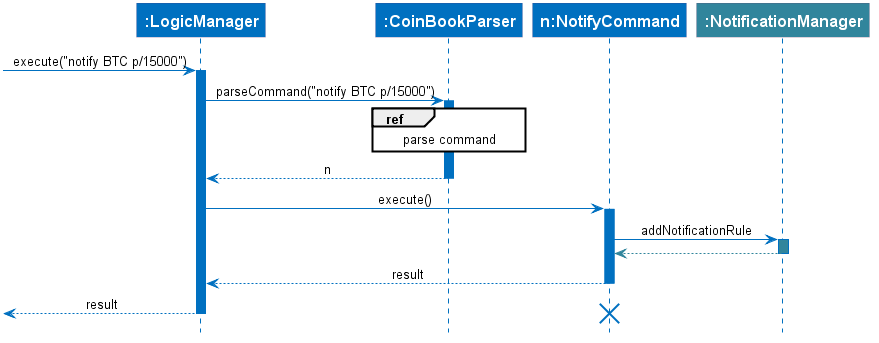 :LogicManager
:CoinBookParser
n:NotifyCommand
:NotificationManager
execute("notify BTC p/15000")
parseCommand("notify BTC p/15000")
ref
parse command
n
execute()
addNotificationRule
result
result